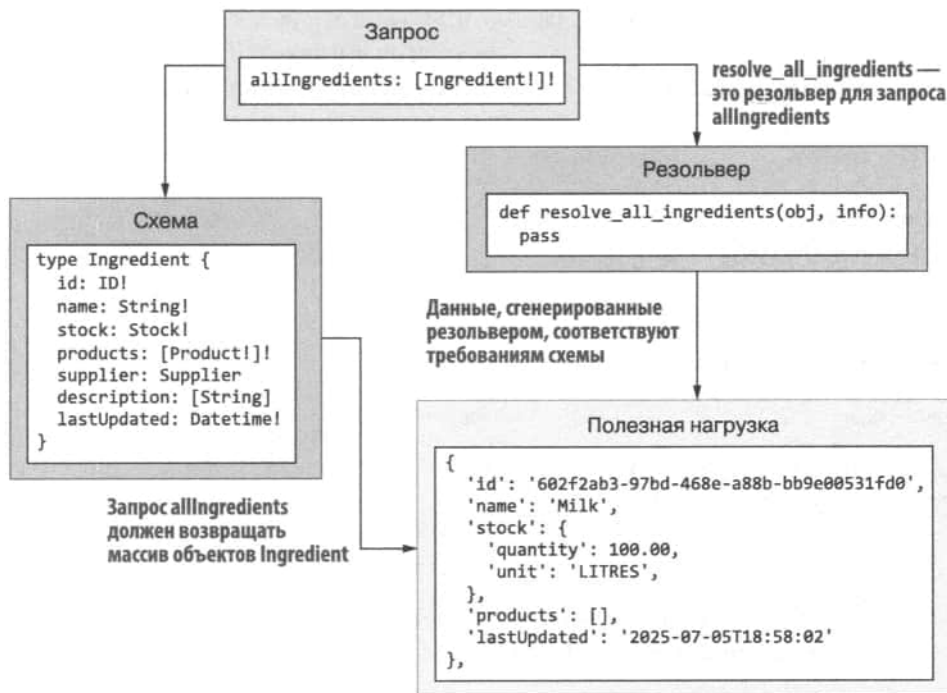 Запрос
allIngredients: [Ingredient!]!
resolve_all_ingredients —
это резольвер для запроса
allIngredients
Резольвер
def resolve_all_ingredients(obj, info):
pass
Схема
type Ingredient {
id: ID!
name: String!
stock: Stock!
products: [Product!]!
supplier: Supplier
description: [String]
lastUpdated: Datetime!
}
Данные, сгенерированные
резольвером, соответствуют
требованиям схемы
Запрос allIngredients
должен возвращать
массив объектов Ingredient
Полезная нагрузка
{
'id': '602f2ab3-97bd-468e-a88b-bb9e00531fd0',
'name': 'Milk',
'stock': {
'quantity': 100.00,
'unit': 'LITRES',
},
'products': [],
'lastUpdated': '2025-07-05T18:58:02'
},